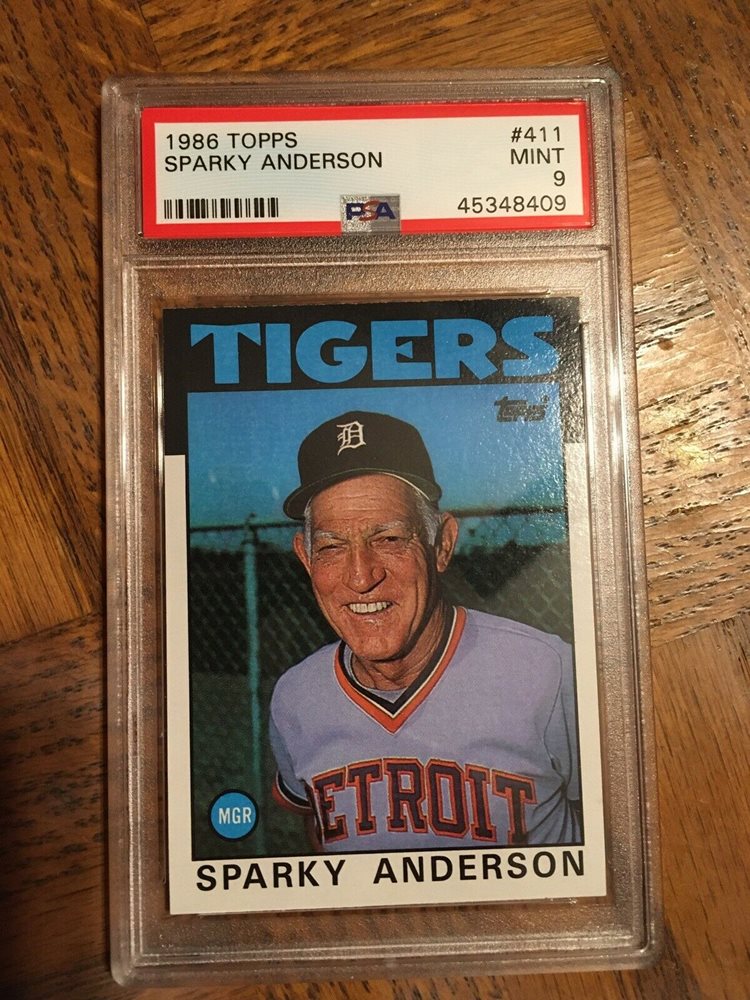 1986 TOPPS #411
SPARKY ANDERSON MINT
9
PSA 45348409
TIGERS
Topps
D
DETROIT
MGR
SPARKY ANDERSON